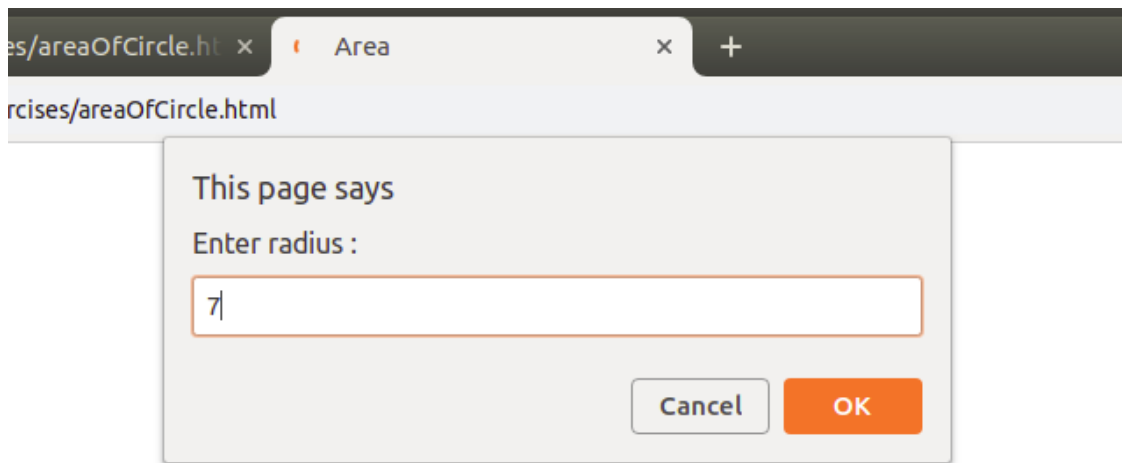 es/areaOfCircle.ht × Area × +
rcises/areaOfCircle.html
This page says
Enter radius :
7
Cancel OK